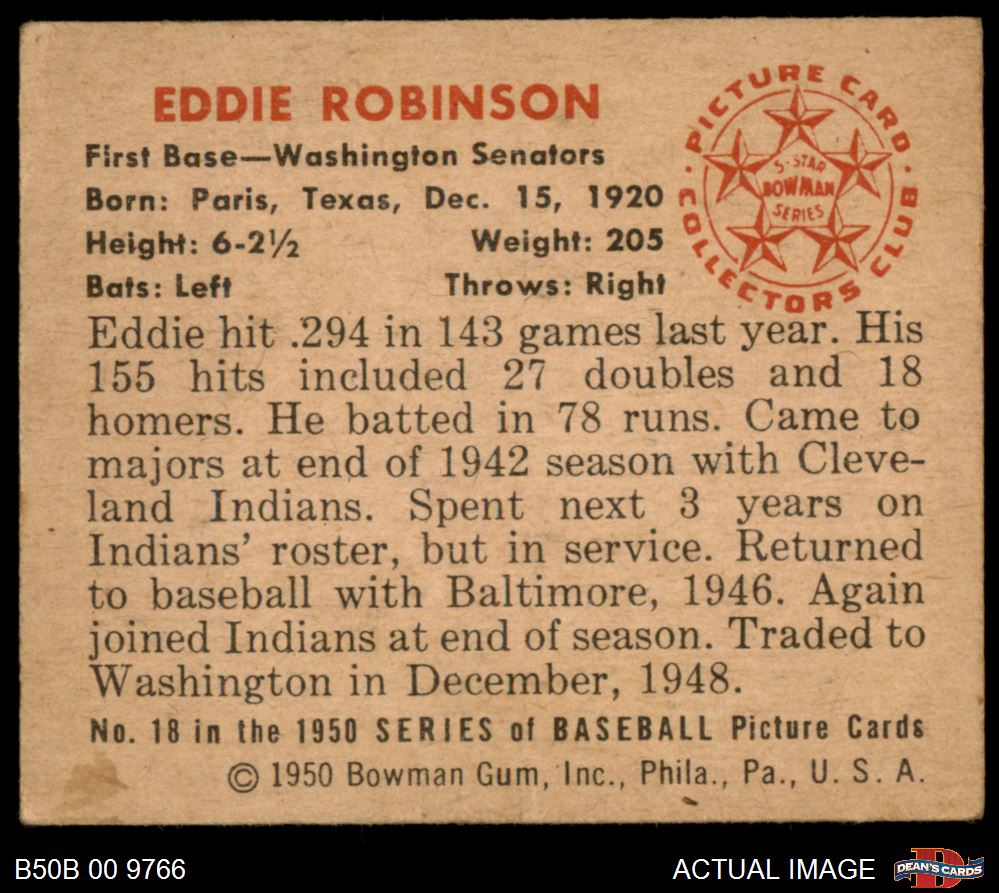 EDDIE ROBINSON
First Base—Washington Senators
Born: Paris, Texas, Dec. 15, 1920
Height: 6-2½ Weight: 205
Bats: Left Throws: Right
PICTURE CARD
COLLECTORS CLUB
5-STAR
BOWMAN
SERIES
Eddie hit .294 in 143 games last year. His
155 hits included 27 doubles and 18
homers. He batted in 78 runs. Came to
majors at end of 1942 season with Cleve-
land Indians. Spent next 3 years on
Indians' roster, but in service. Returned
to baseball with Baltimore, 1946. Again
joined Indians at end of season. Traded to
Washington in December, 1948.
No. 18 in the 1950 SERIES of BASEBALL Picture Cards
© 1950 Bowman Gum, Inc., Phila., Pa., U. S. A.
B50B 00 9766
ACTUAL IMAGE
D
DEAN'S CARDS